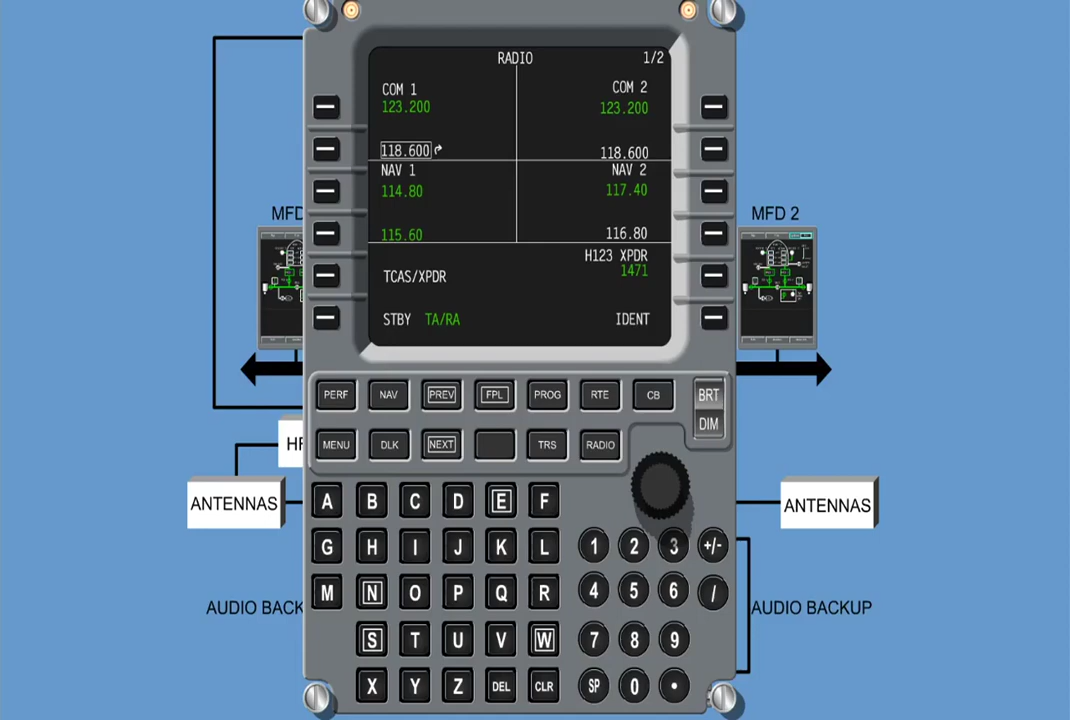 RADIO 1/2
COM 1 COM 2
123.200 123.200
118.600 118.600
NAV 1 NAV 2
114.80 117.40
115.60 116.80
H123 XPDR
1471
TCAS/XPDR
STBY TA/RA IDENT
MFD
MFD 2
PERF NAV PREV FPL PROG RTE CB BRT
DIM
MENU DLK NEXT TRS RADIO
HF
ANTENNAS
ANTENNAS
A B C D E F
G H I J K L 1 2 3 +/-
M N O P Q R 4 5 6 /
AUDIO BACK
AUDIO BACKUP
S T U V W 7 8 9
X Y Z DEL CLR SP 0 •